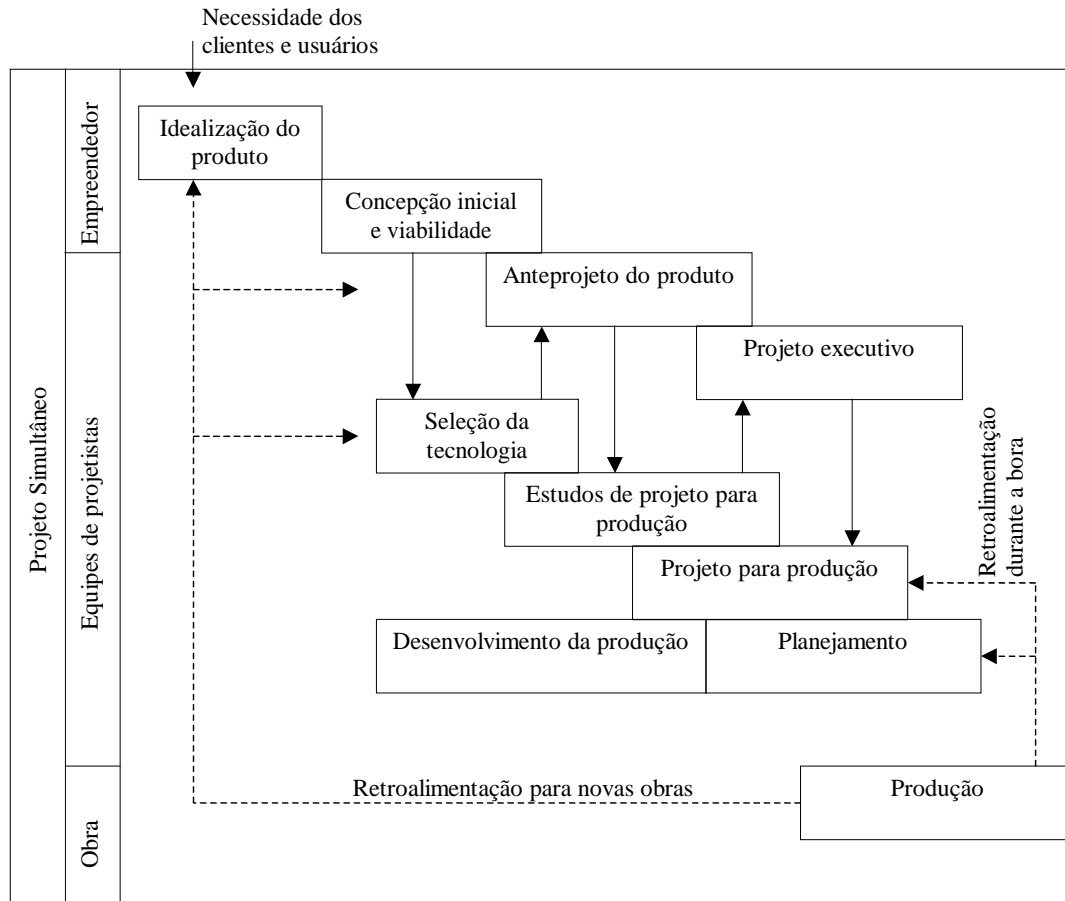 Necessidade dos
clientes e usuários
Projeto Simultâneo
Empreendedor
Idealização do
produto
Concepção inicial
e viabilidade
Equipes de projetistas
Anteprojeto do produto
Projeto executivo
Seleção da
tecnologia
Estudos de projeto para
produção
Projeto para produção
Retroalimentação
durante a bora
Desenvolvimento da produção
Planejamento
Obra
Retroalimentação para novas obras
Produção